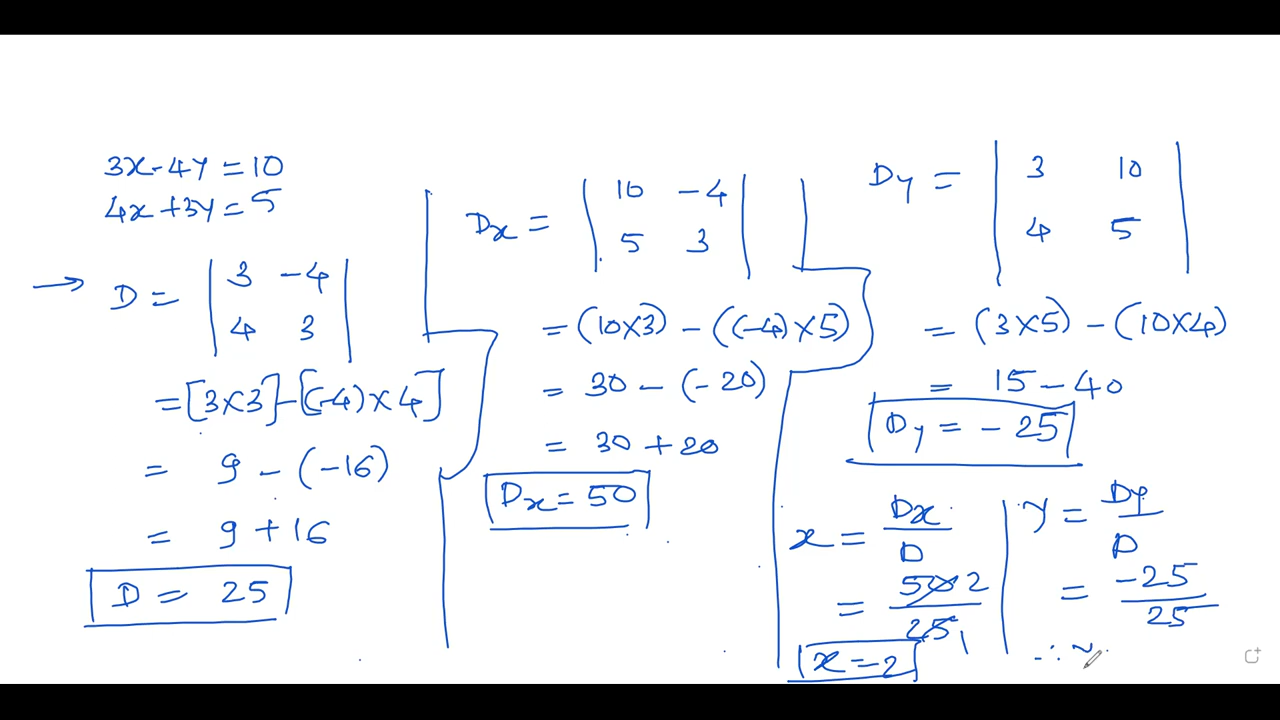 3x-4y=10
4x+3y=5
→ D = | 3 -4 |
| 4 3 |
= [3×3]-[(-4)×4]
= 9 - (-16)
= 9 + 16
D = 25
Dx = | 10 -4 |
| 5 3 |
= (10×3) - ((-4)×5)
= 30 - (-20)
= 30 + 20
Dx = 50
Dy = | 3 10 |
| 4 5 |
= (3×5) - (10×4)
= 15 - 40
Dy = -25
x = Dx/D
= 50 2/25 1
x = 2
y = Dy/D
= -25/25
∴